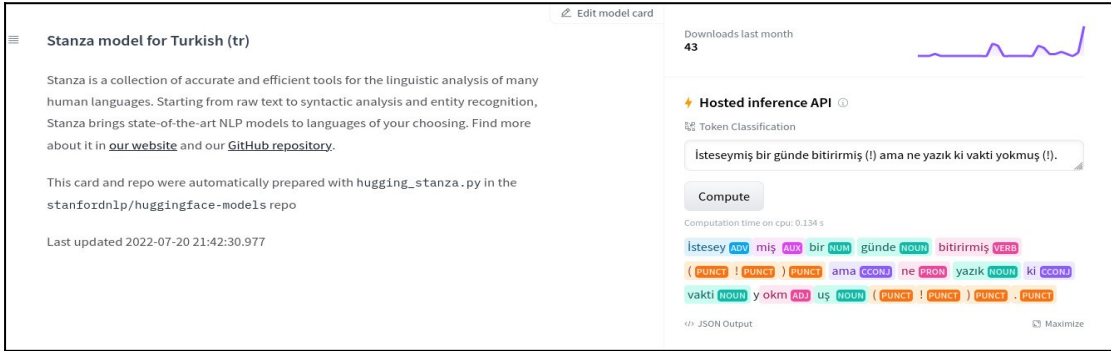 Edit model card
Stanza model for Turkish (tr)
Stanza is a collection of accurate and efficient tools for the linguistic analysis of many
human languages. Starting from raw text to syntactic analysis and entity recognition,
Stanza brings state-of-the-art NLP models to languages of your choosing. Find more
about it in our website and our GitHub repository.
This card and repo were automatically prepared with hugging_stanza.py in the
stanfordnlp/huggingface-models repo
Last updated 2022-07-20 21:42:30.977
Downloads last month
43
Hosted inference API
Token Classification
İsteseymiş bir günde bitirirmiş (!) ama ne yazık ki vakti yokmuş (!).
Compute
Computation time on cpu: 0.134 s
İstesey ADV miş AUX bir NUM günde NOUN bitirirmiş VERB
( PUNCT ! PUNCT ) PUNCT ama CCONJ ne PRON yazık NOUN ki CCONJ
vakti NOUN y okm ADJ uş NOUN ( PUNCT ! PUNCT ) PUNCT . PUNCT
</> JSON Output
Maximize